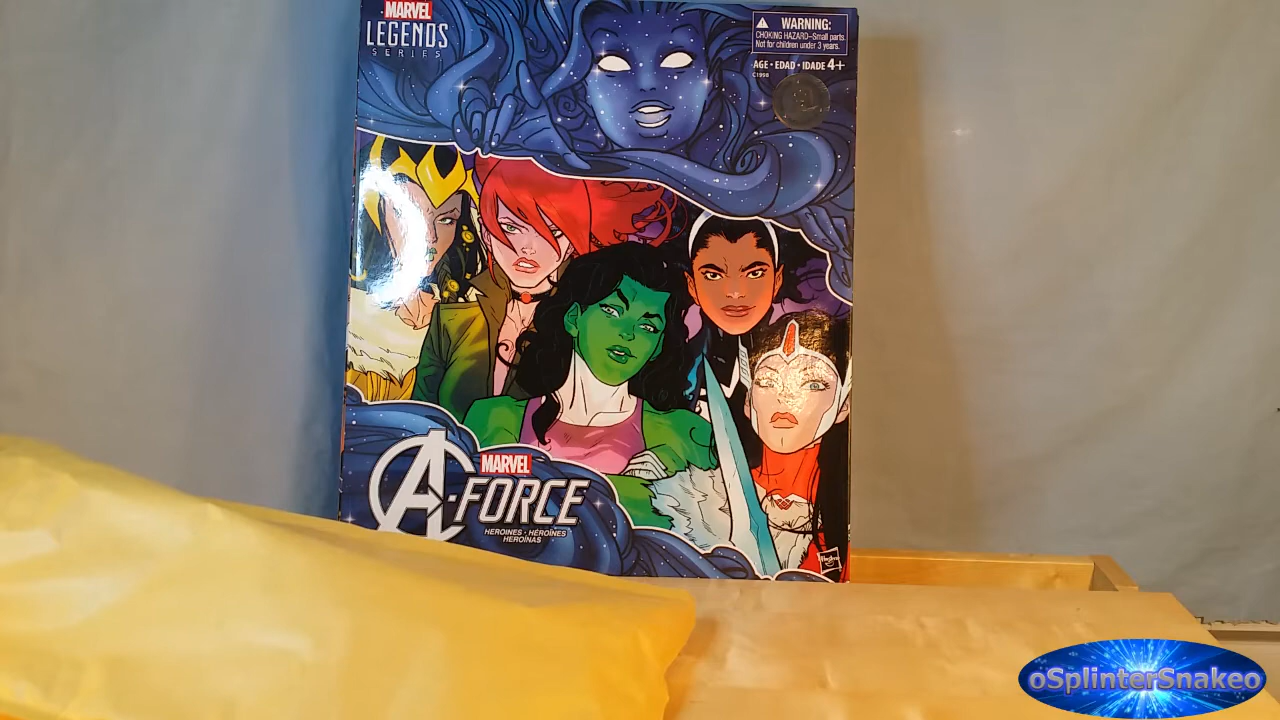 MARVEL
LEGENDS
SERIES
WARNING:
CHOKING HAZARD–Small parts.
Not for children under 3 years.
AGE • EDAD • IDADE 4+
C1998
MARVEL
A-FORCE
HEROINES • HÉROÏNES
HEROÍNAS
Hasbro
oSplinterSnakeo